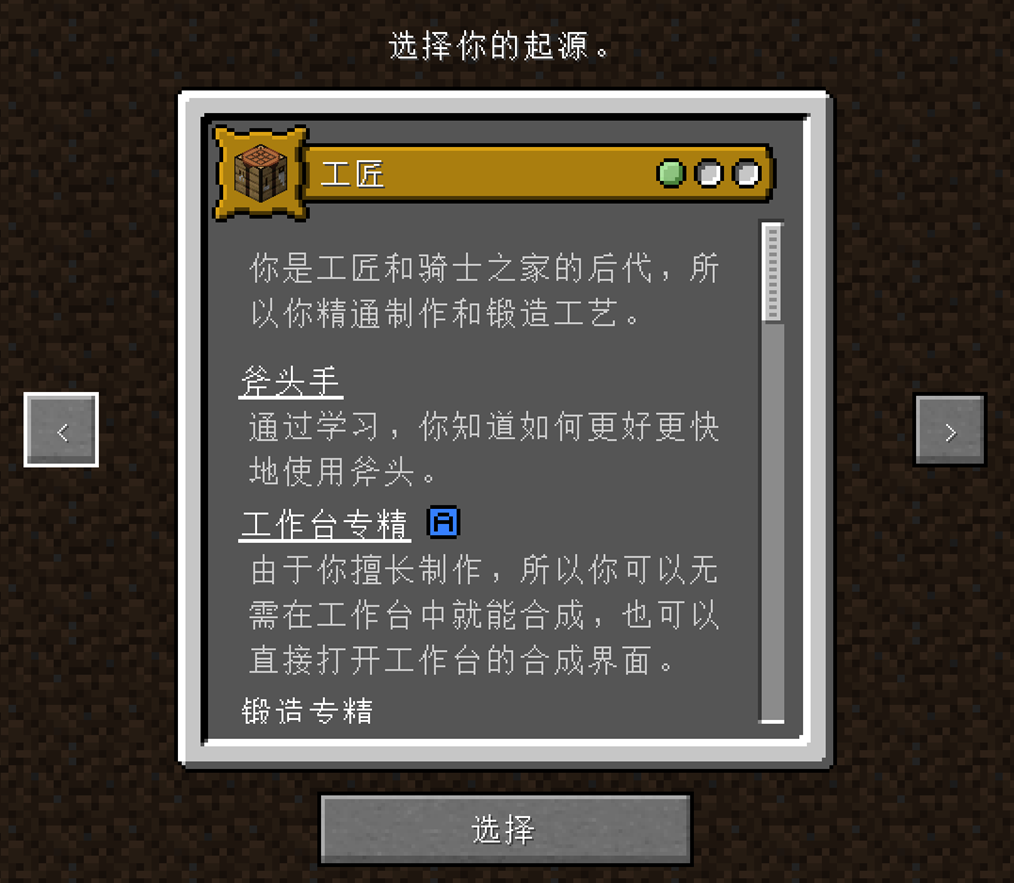 选择你的起源。
工匠
你是工匠和骑士之家的后代，所
以你精通制作和锻造工艺。
斧头手
通过学习，你知道如何更好更快
地使用斧头。
工作台专精
由于你擅长制作，所以你可以无
需在工作台中就能合成，也可以
直接打开工作台的合成界面。
锻造专精
<
>
选择